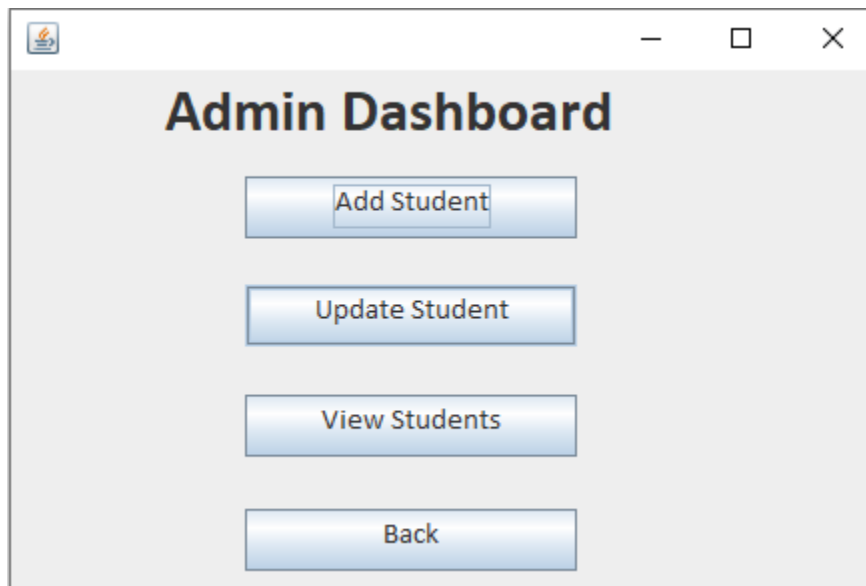 Admin Dashboard
Add Student
Update Student
View Students
Back